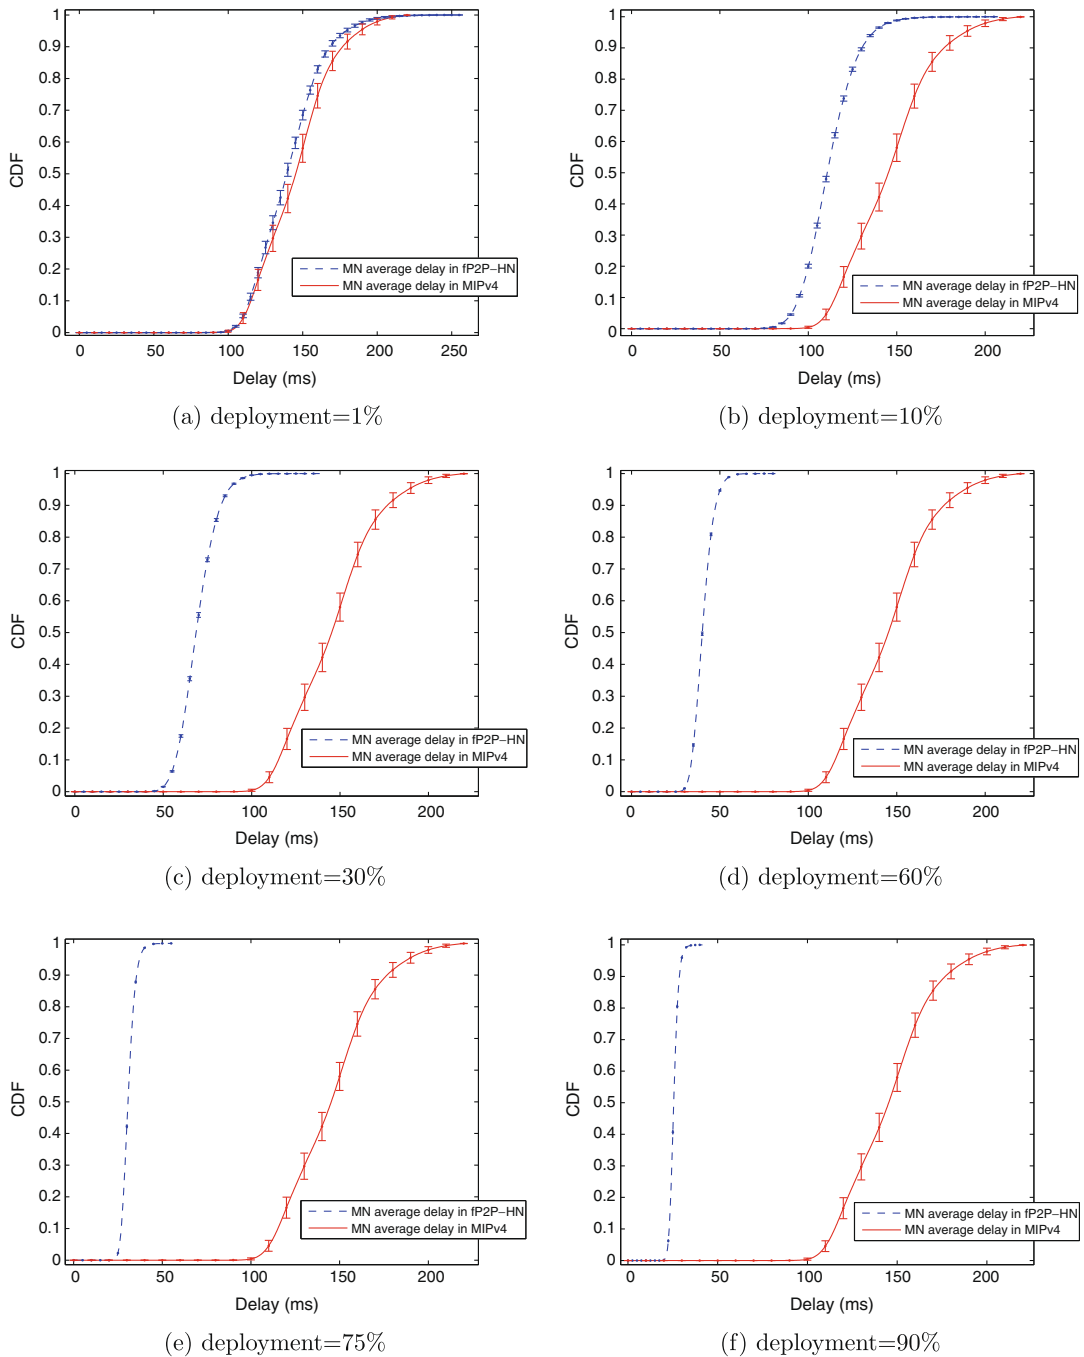 1
0.9
0.8
0.7
0.6
0.5
0.4
0.3
0.2
0.1
0
CDF
0 50 100 150 200 250
Delay (ms)
MN average delay in fP2P−HN
MN average delay in MIPv4
(a) deployment=1%
1
0.9
0.8
0.7
0.6
0.5
0.4
0.3
0.2
0.1
0
CDF
0 50 100 150 200
Delay (ms)
MN average delay in fP2P−HN
MN average delay in MIPv4
(b) deployment=10%
1
0.9
0.8
0.7
0.6
0.5
0.4
0.3
0.2
0.1
0
CDF
0 50 100 150 200
Delay (ms)
MN average delay in fP2P−HN
MN average delay in MIPv4
(c) deployment=30%
1
0.9
0.8
0.7
0.6
0.5
0.4
0.3
0.2
0.1
0
CDF
0 50 100 150 200
Delay (ms)
MN average delay in fP2P−HN
MN average delay in MIPv4
(d) deployment=60%
1
0.9
0.8
0.7
0.6
0.5
0.4
0.3
0.2
0.1
0
CDF
0 50 100 150 200
Delay (ms)
MN average delay in fP2P−HN
MN average delay in MIPv4
(e) deployment=75%
1
0.9
0.8
0.7
0.6
0.5
0.4
0.3
0.2
0.1
0
CDF
0 50 100 150 200
Delay (ms)
MN average delay in fP2P−HN
MN average delay in MIPv4
(f) deployment=90%